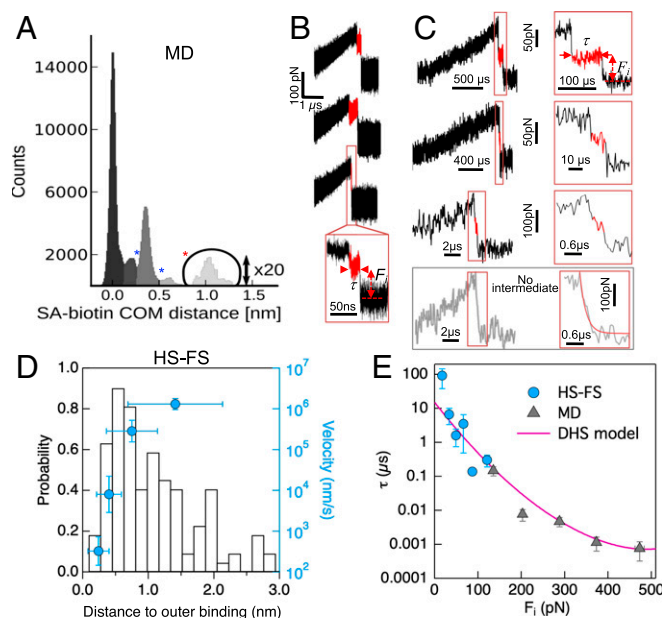 A
MD
14000
10000
6000
2000
Counts
*
*
*
x20
0.0 0.5 1.0 1.5
SA-biotin COM distance [nm]
B
100 pN
1 µs
τ
Fi
50ns
C
500 µs
50pN
τ
Fi
100 µs
400 µs
50pN
10 µs
2µs
100pN
0.6µs
No
intermediate
2µs
100pN
0.6µs
D
HS-FS
1.0
0.8
0.6
0.4
0.2
0.0
Probability
10^7
10^6
10^5
10^4
10^3
10^2
Velocity (nm/s)
0.0 1.0 2.0 3.0
Distance to outer binding (nm)
E
100
10
1
0.1
0.01
0.001
0.0001
τ (µs)
HS-FS
MD
DHS model
0 100 200 300 400 500
Fi (pN)